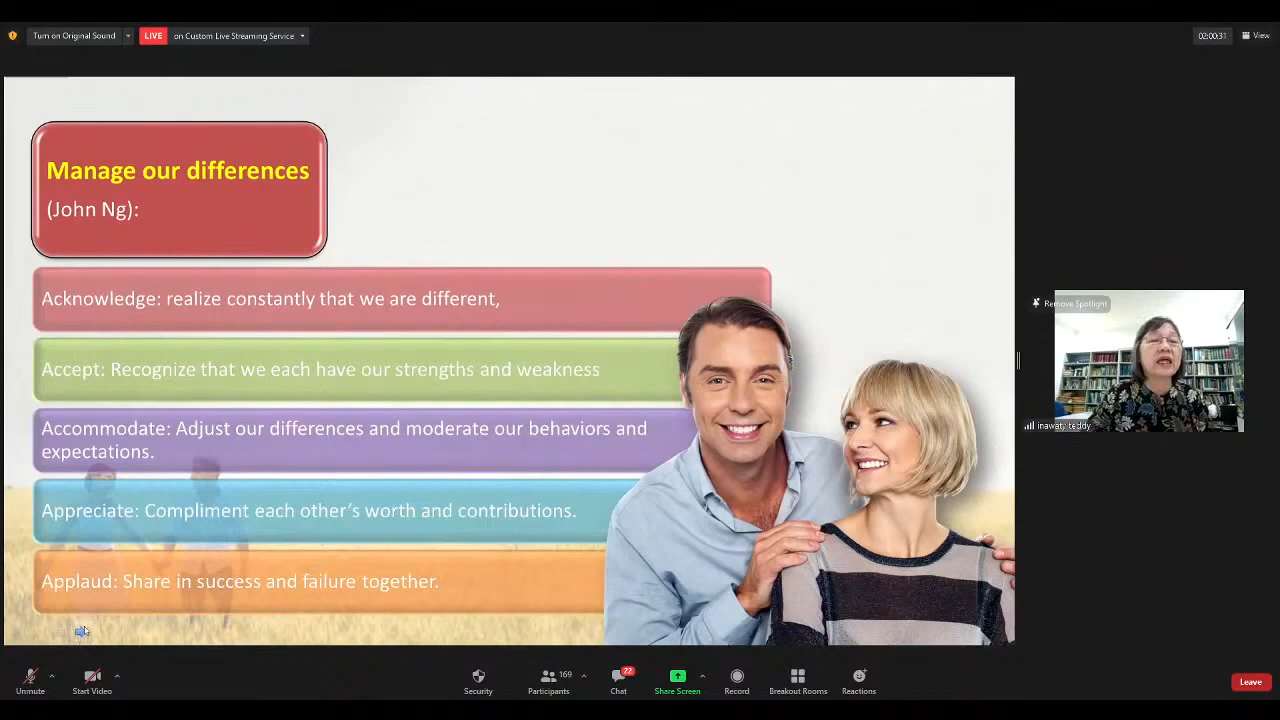 Turn on Original Sound
LIVE
on Custom Live Streaming Service
02:00:31
View
Manage our differences
(John Ng):
Acknowledge: realize constantly that we are different,
Accept: Recognize that we each have our strengths and weakness
Accommodate: Adjust our differences and moderate our behaviors and
expectations.
Appreciate: Compliment each other’s worth and contributions.
Applaud: Share in success and failure together.
Remove Spotlight
inawaty teddy
Unmute
Start Video
Security
169
Participants
22
Chat
Share Screen
Record
Breakout Rooms
Reactions
Leave